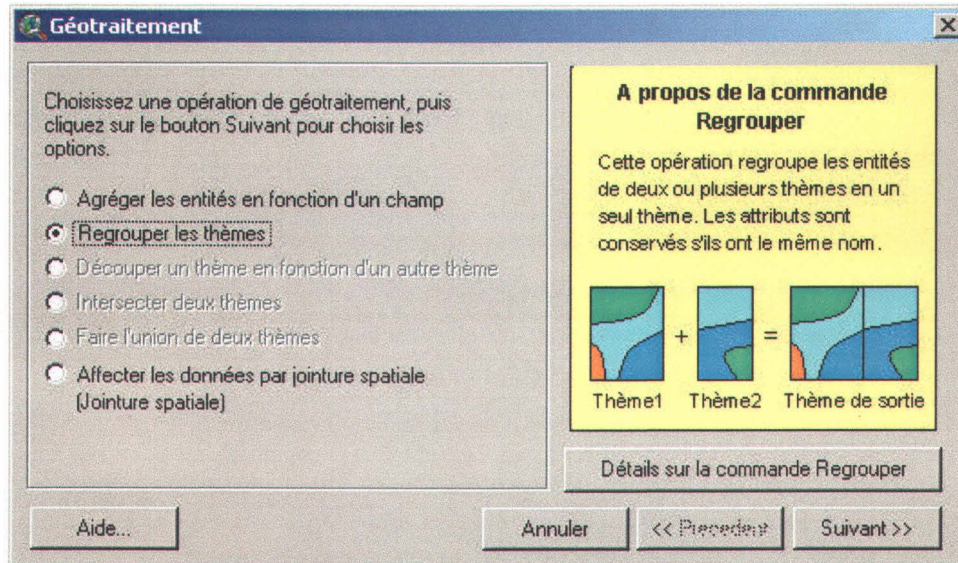 Géotraitement
Choisissez une opération de géotraitement, puis
cliquez sur le bouton Suivant pour choisir les
options.
Agréger les entités en fonction d'un champ
Regrouper les thèmes
Découper un thème en fonction d'un autre thème
Intersecter deux thèmes
Faire l'union de deux thèmes
Affecter les données par jointure spatiale
(Jointure spatiale)
A propos de la commande
Regrouper
Cette opération regroupe les entités
de deux ou plusieurs thèmes en un
seul thème. Les attributs sont
conservés s'ils ont le même nom.
+ =
Thème1 Thème2 Thème de sortie
Détails sur la commande Regrouper
Aide... Annuler << Precedent Suivant >>